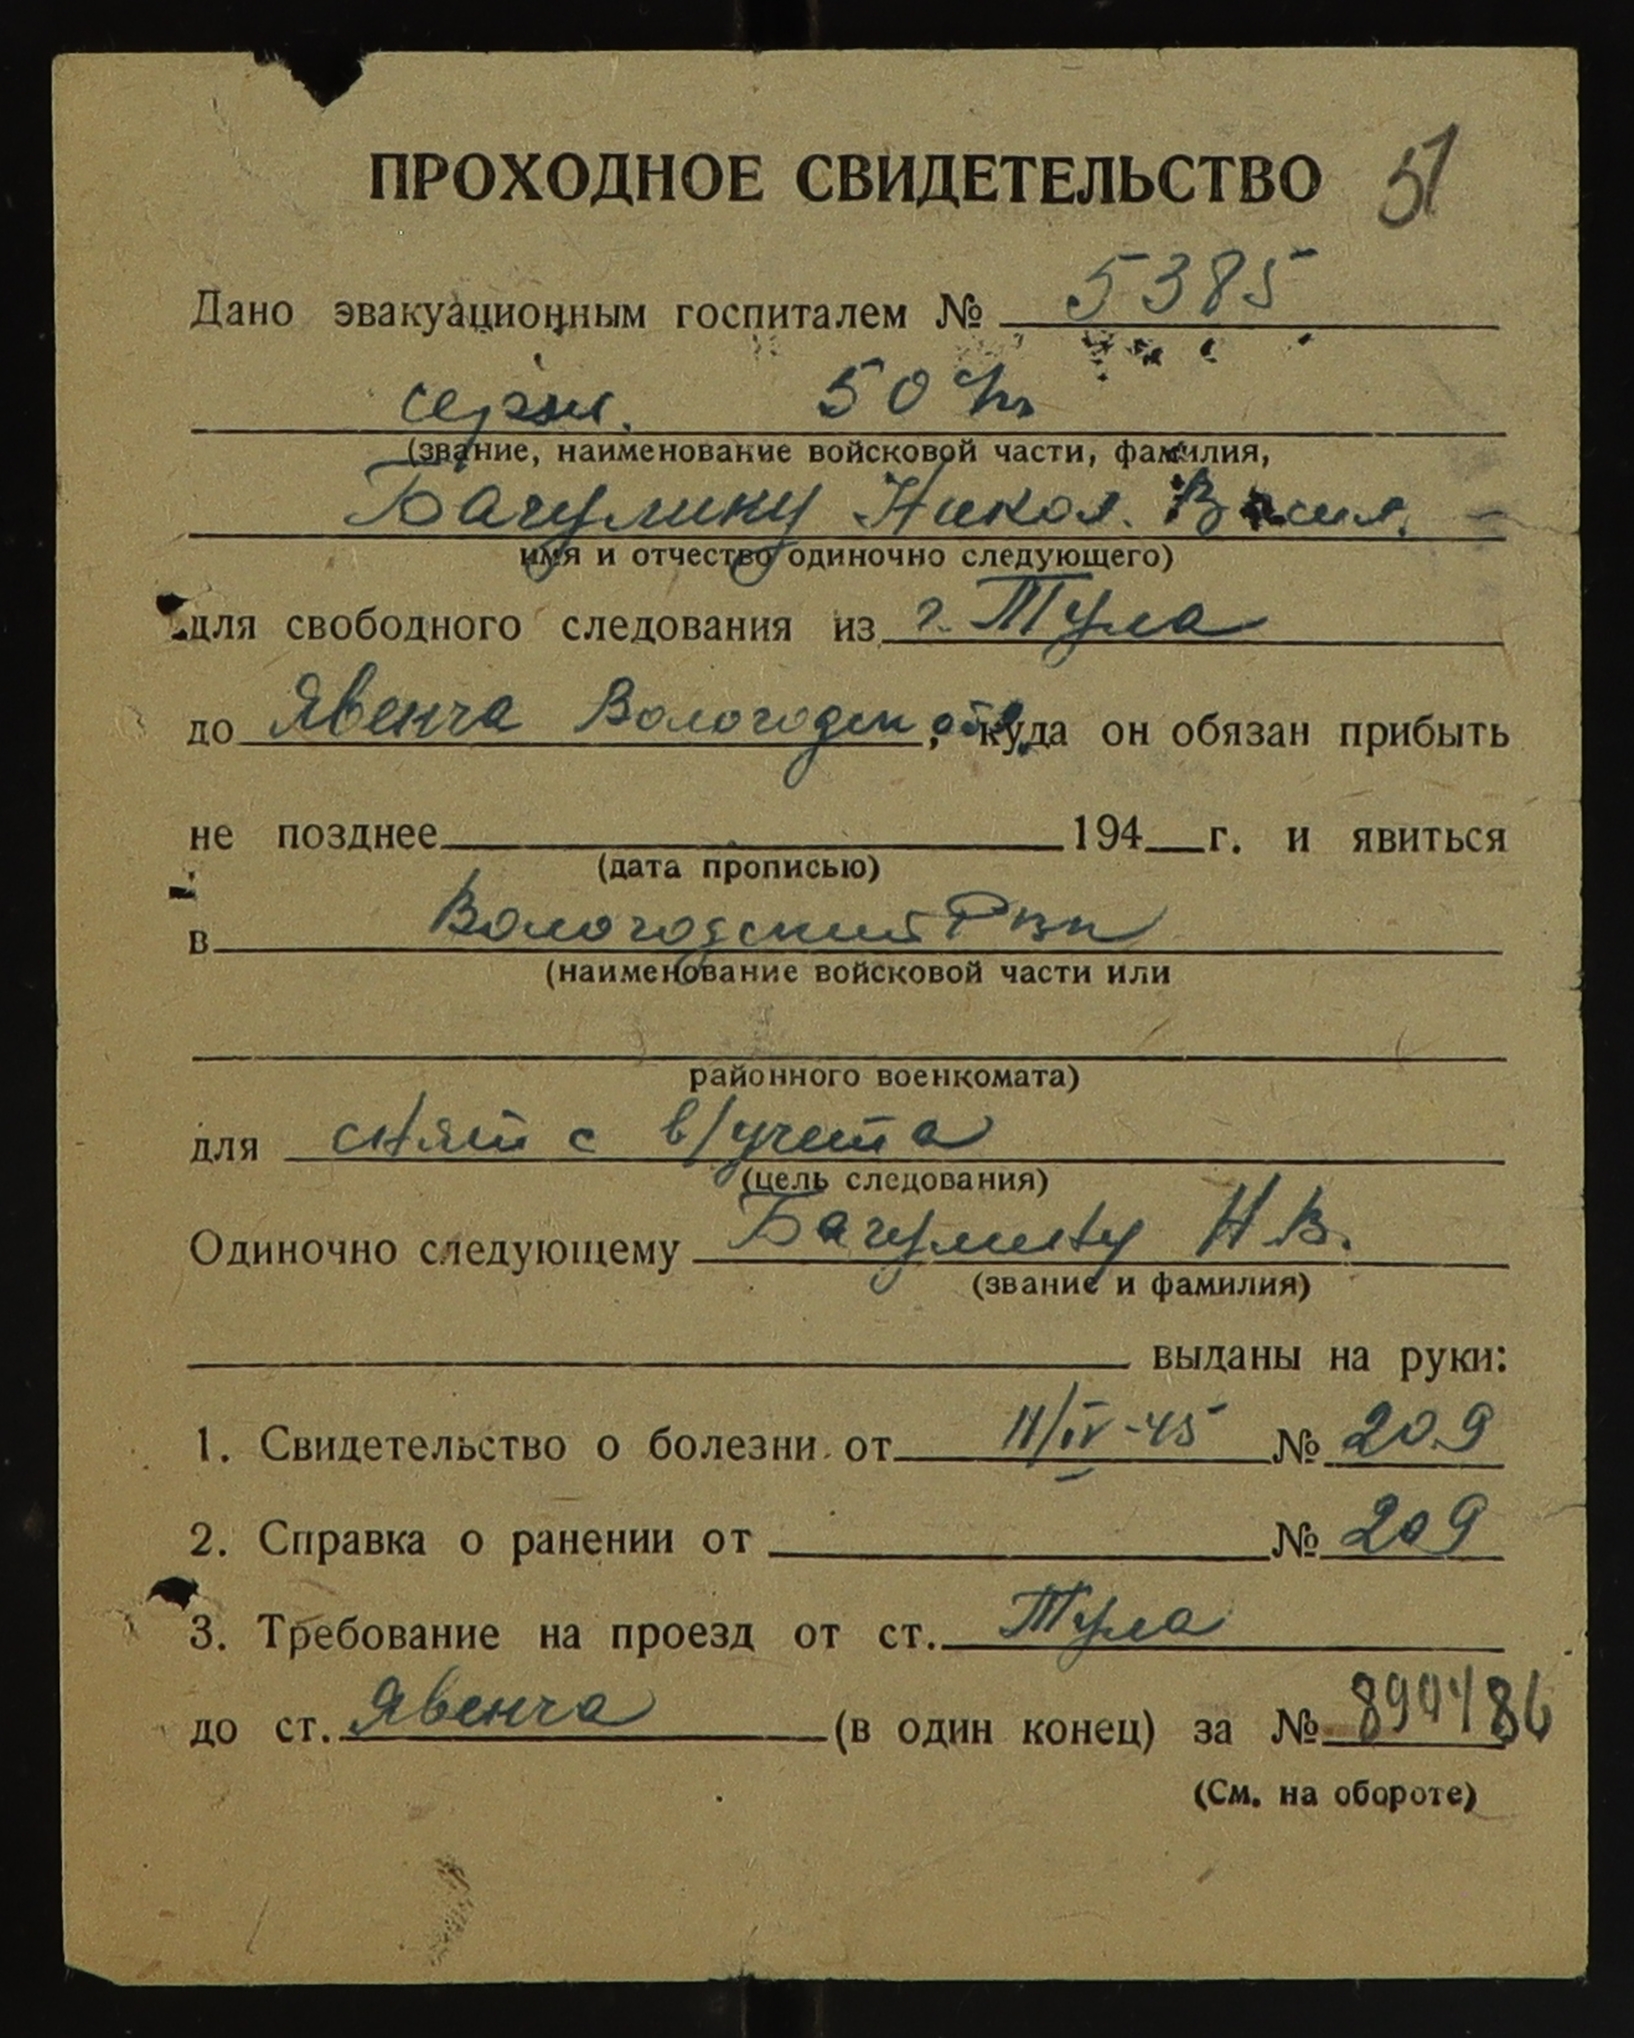 ПРОХОДНОЕ СВИДЕТЕЛЬСТВО 51
Дано эвакуационным госпиталем № 5385
серж. 50
(звание, наименование войсковой части, фамилия,
Бачулину Никол. Васил.
имя и отчество одиночно следующего)
для свободного следования из г. Тула
до Явенга Вологодск обл, куда он обязан прибыть
не позднее 194 г. и явиться
(дата прописью)
в Вологодский Рвк
(наименование войсковой части или
районного военкомата)
для снят с в/учета
(цель следования)
Одиночно следующему Бачулину Н.В.
(звание и фамилия)
выданы на руки:
1. Свидетельство о болезни от 11/IV-45 № 209
2. Справка о ранении от № 209
3. Требование на проезд от ст. Тула
до ст. Явенга (в один конец) за №
(См. на обороте)